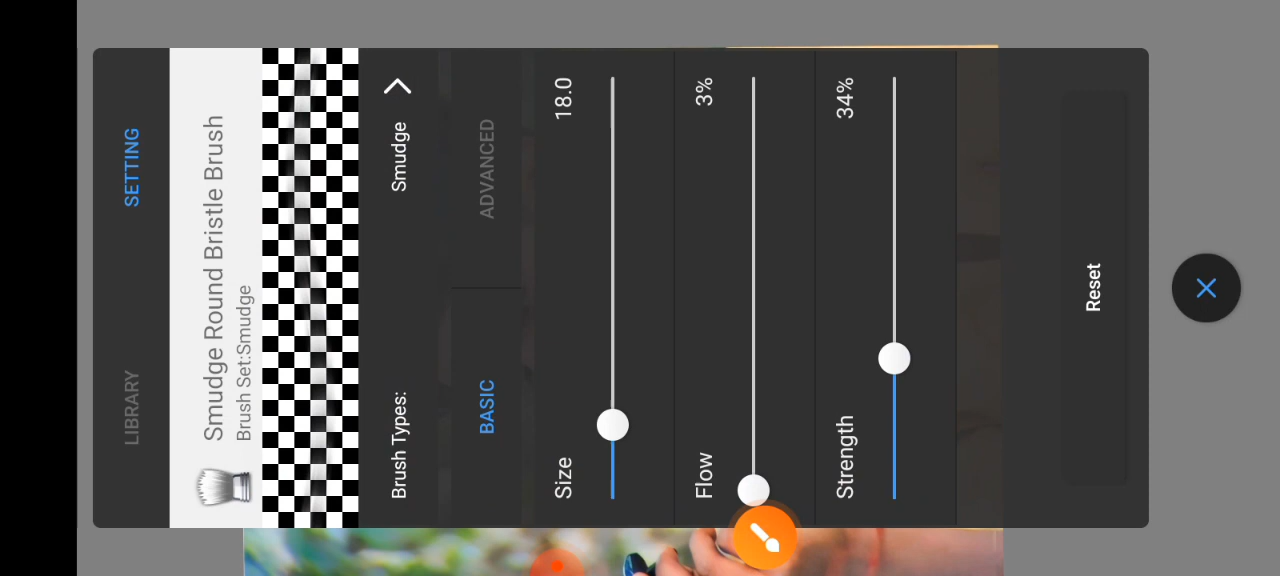 LIBRARY
SETTING
Smudge Round Bristle Brush
Brush Set:Smudge
Brush Types:
Smudge
BASIC
ADVANCED
Size
18.0
Flow
3%
Strength
34%
Reset